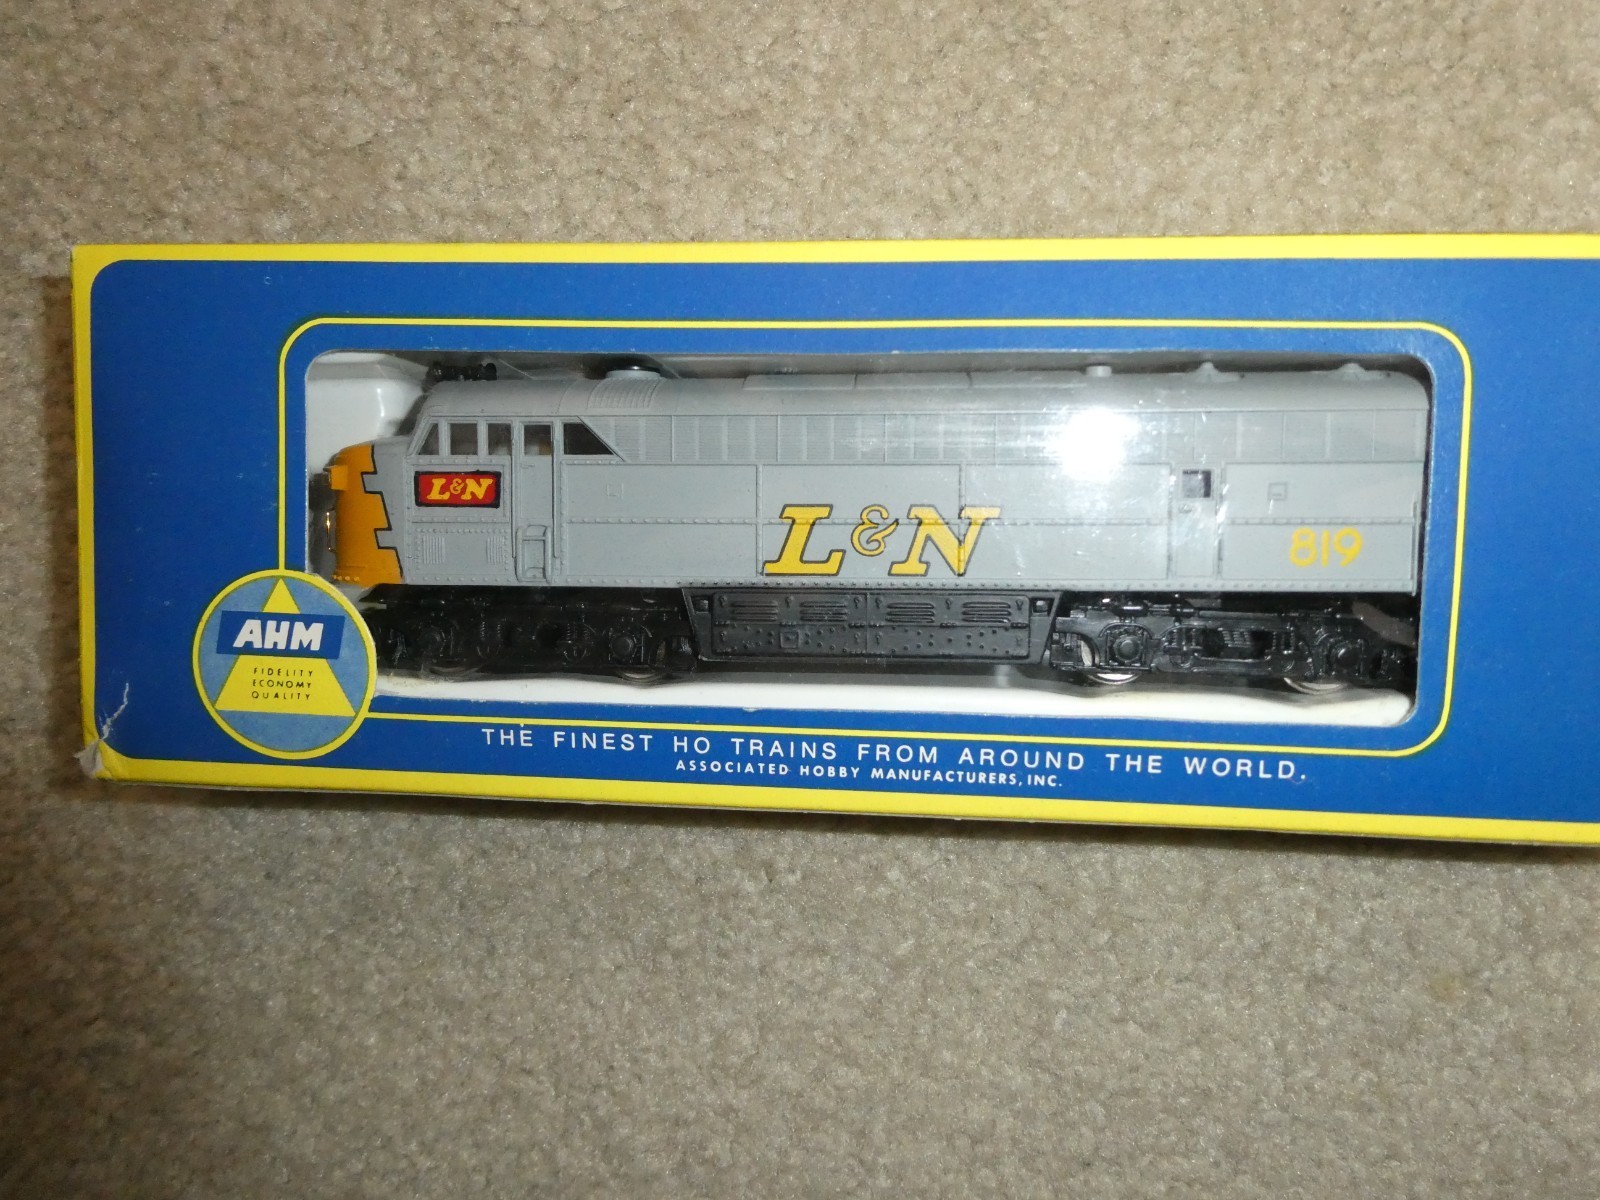 L&N
L&N
819
AHM
FIDELITY
ECONOMY
QUALITY
THE FINEST HO TRAINS FROM AROUND THE WORLD.
ASSOCIATED HOBBY MANUFACTURERS, INC.